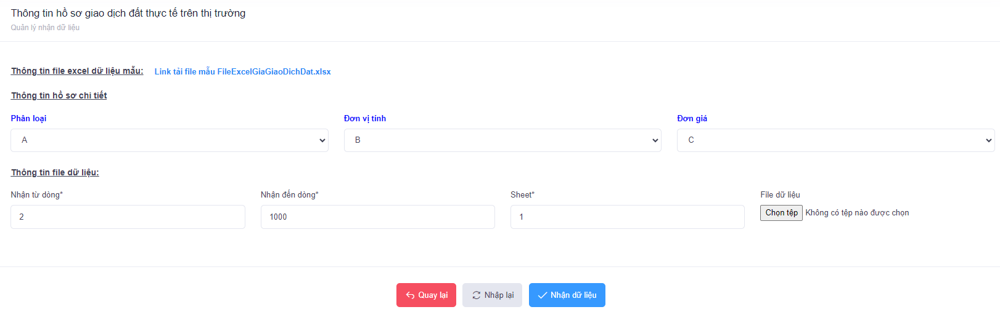 Thông tin hồ sơ giao dịch đất thực tế trên thị trường
Quản lý nhận dữ liệu
Thông tin file excel dữ liệu mẫu: Link tải file mẫu FileExcelGiaGiaoDichDat.xlsx
Thông tin hồ sơ chi tiết
Phân loại Đơn vị tính Đơn giá
A B C
Thông tin file dữ liệu:
Nhận từ dòng* Nhận đến dòng* Sheet* File dữ liệu
2 1000 1 Chọn tệp Không có tệp nào được chọn
Quay lại Nhập lại Nhận dữ liệu